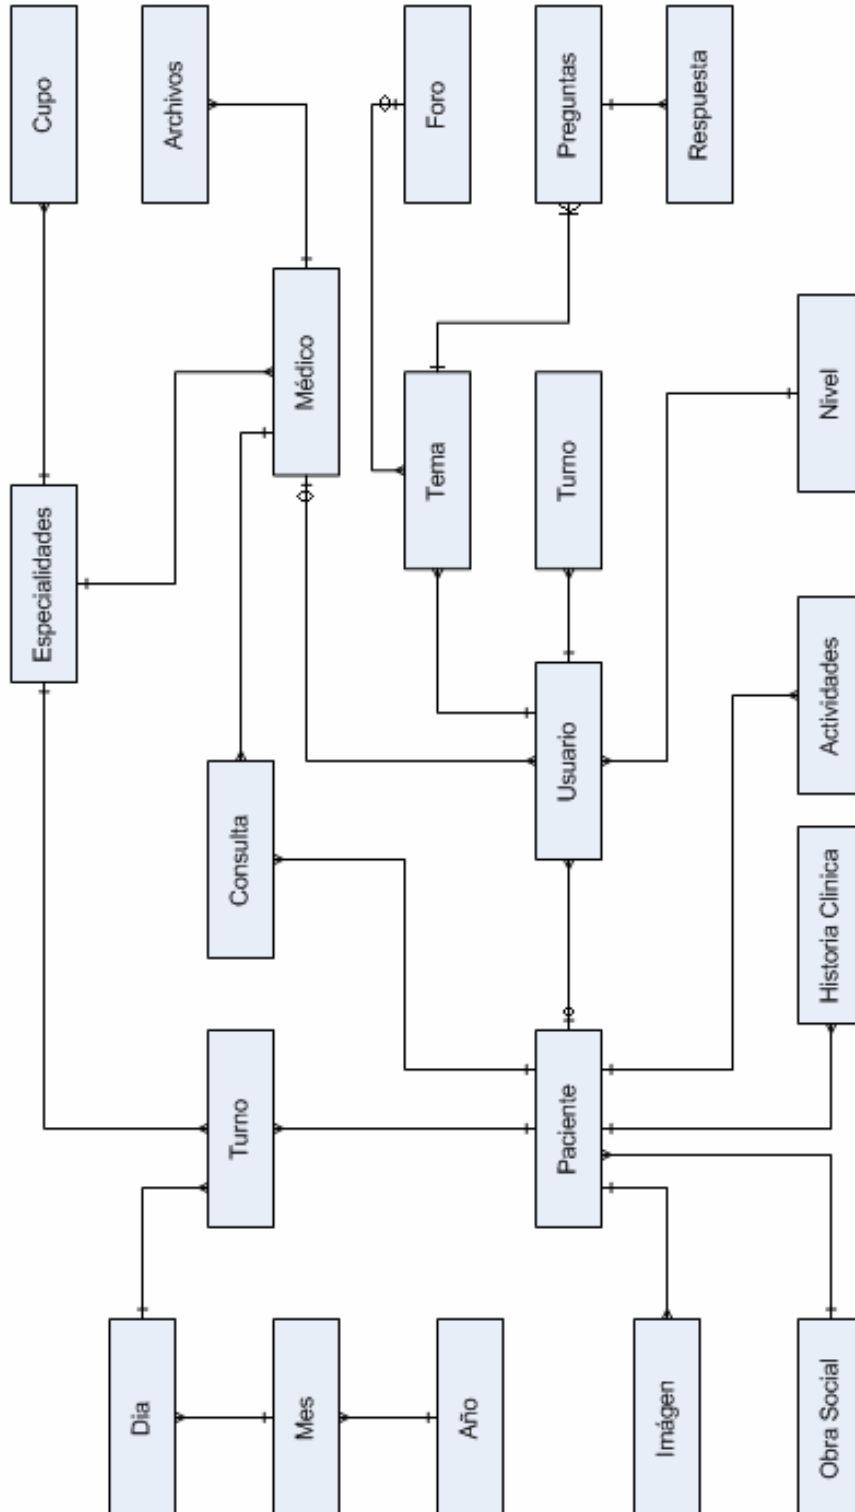 Especialidades
Cupo
Dia
Archivos
Turno
Consulta
Mes
Médico
Año
Tema
Foro
Paciente
Usuario
Turno
Preguntas
Imágen
Respuesta
Obra Social
Historia Clinica
Actividades
Nivel